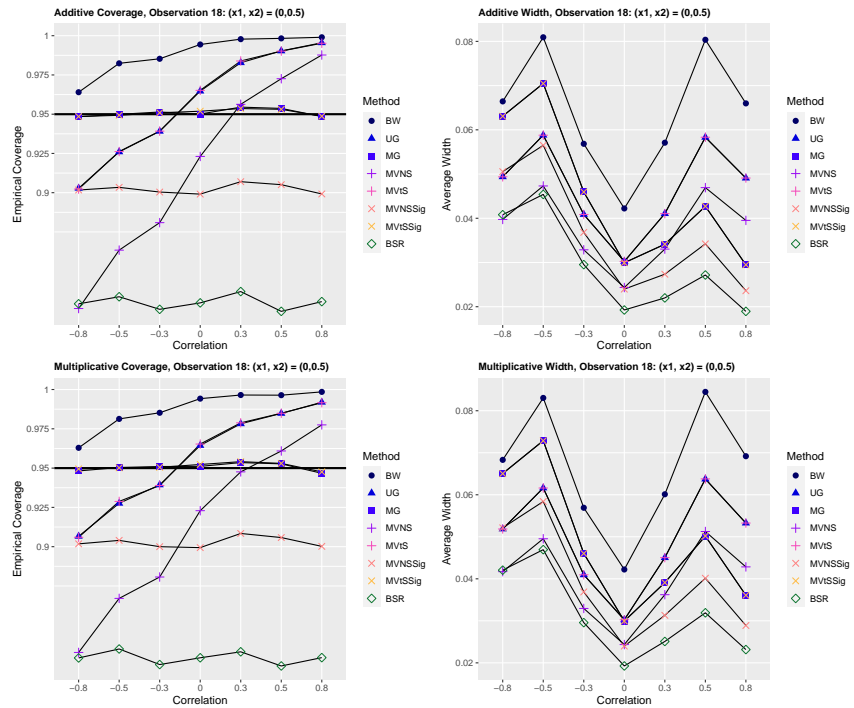 Additive Coverage, Observation 18: (x1, x2) = (0,0.5)
Empirical Coverage
1
0.975
0.95
0.925
0.9
−0.8 −0.5 −0.3 0 0.3 0.5 0.8
Correlation
Method
BW
UG
MG
MVNS
MVtS
MVNSSig
MVtSSig
BSR
Additive Width, Observation 18: (x1, x2) = (0,0.5)
Average Width
0.08
0.06
0.04
0.02
−0.8 −0.5 −0.3 0 0.3 0.5 0.8
Correlation
Method
BW
UG
MG
MVNS
MVtS
MVNSSig
MVtSSig
BSR
Multiplicative Coverage, Observation 18: (x1, x2) = (0,0.5)
Empirical Coverage
1
0.975
0.95
0.925
0.9
−0.8 −0.5 −0.3 0 0.3 0.5 0.8
Correlation
Method
BW
UG
MG
MVNS
MVtS
MVNSSig
MVtSSig
BSR
Multiplicative Width, Observation 18: (x1, x2) = (0,0.5)
Average Width
0.08
0.06
0.04
0.02
−0.8 −0.5 −0.3 0 0.3 0.5 0.8
Correlation
Method
BW
UG
MG
MVNS
MVtS
MVNSSig
MVtSSig
BSR